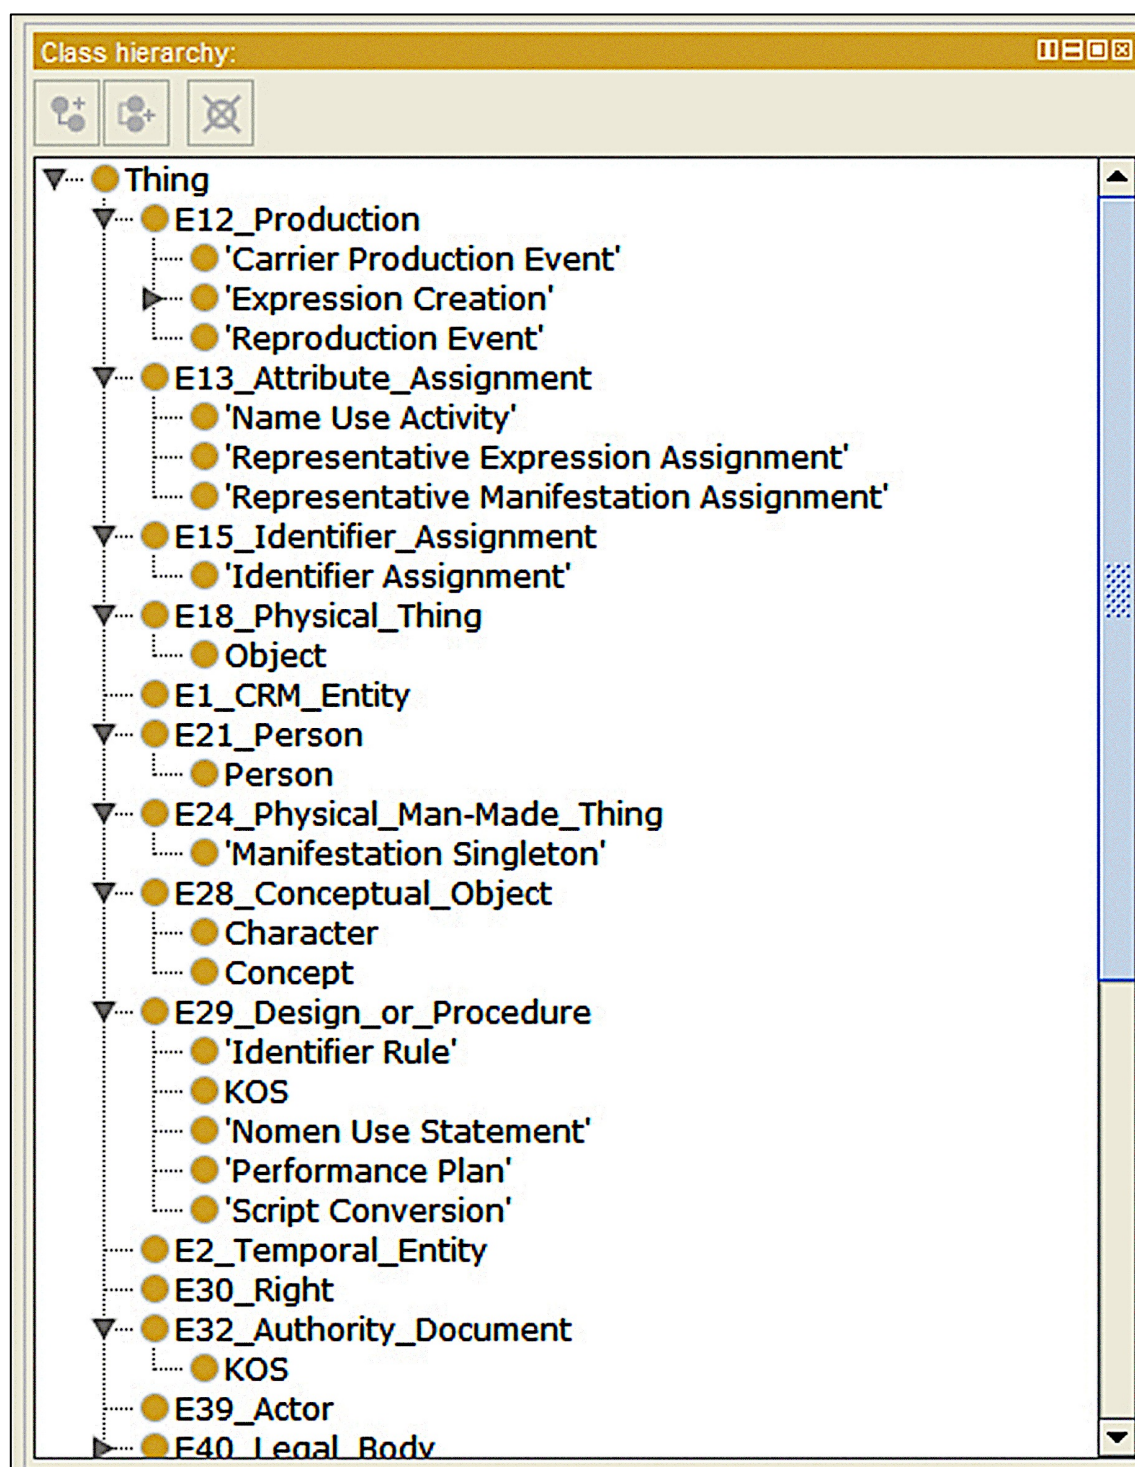 Class hierarchy:
Thing
E12_Production
'Carrier Production Event'
'Expression Creation'
'Reproduction Event'
E13_Attribute_Assignment
'Name Use Activity'
'Representative Expression Assignment'
'Representative Manifestation Assignment'
E15_Identifier_Assignment
'Identifier Assignment'
E18_Physical_Thing
Object
E1_CRM_Entity
E21_Person
Person
E24_Physical_Man-Made_Thing
'Manifestation Singleton'
E28_Conceptual_Object
Character
Concept
E29_Design_or_Procedure
'Identifier Rule'
KOS
'Nomen Use Statement'
'Performance Plan'
'Script Conversion'
E2_Temporal_Entity
E30_Right
E32_Authority_Document
KOS
E39_Actor
E40_Legal_Body